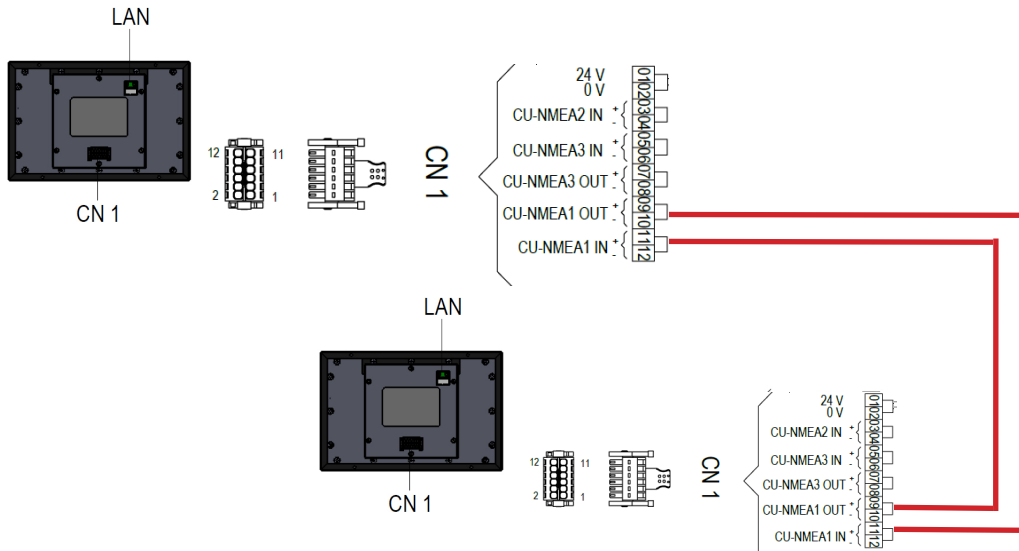 LAN
CN 1
12 11
2 1
CN 1
24 V
0 V
CU-NMEA2 IN + -
CU-NMEA3 IN + -
CU-NMEA3 OUT + -
CU-NMEA1 OUT + -
CU-NMEA1 IN + -
01 02 03 04 05 06 07 08 09 10 11 12
LAN
CN 1
12 11
2 1
CN 1
24 V
0 V
CU-NMEA2 IN + -
CU-NMEA3 IN + -
CU-NMEA3 OUT + -
CU-NMEA1 OUT + -
CU-NMEA1 IN + -
01 02 03 04 05 06 07 08 09 10 11 12